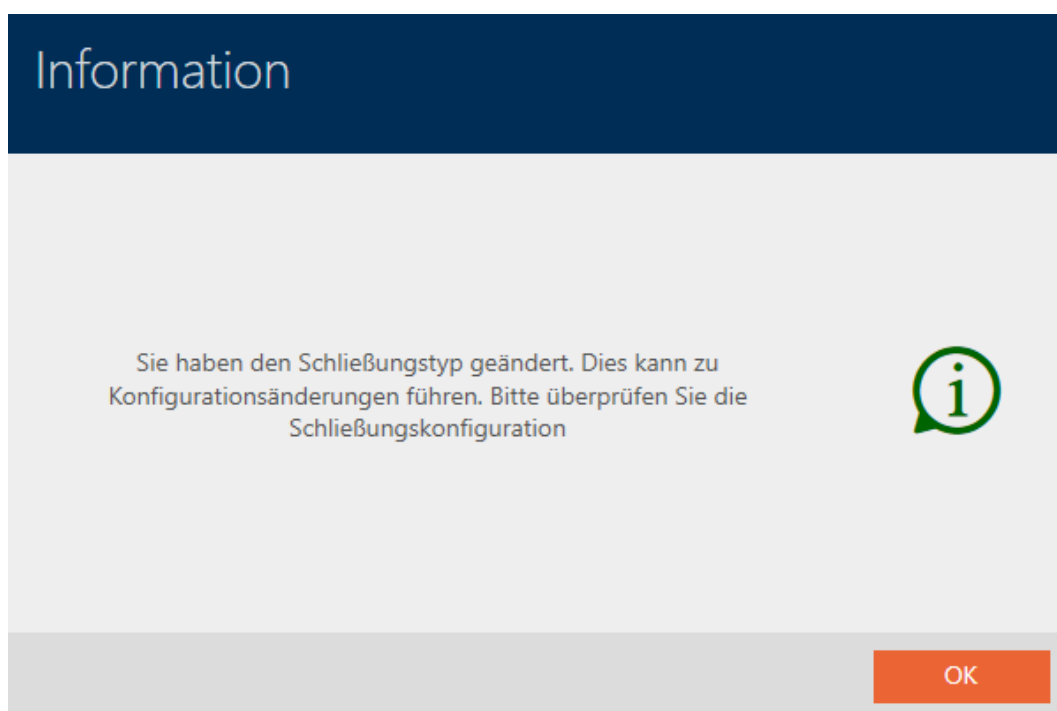 Information
Sie haben den Schließungstyp geändert. Dies kann zu
Konfigurationsänderungen führen. Bitte überprüfen Sie die
Schließungskonfiguration
OK